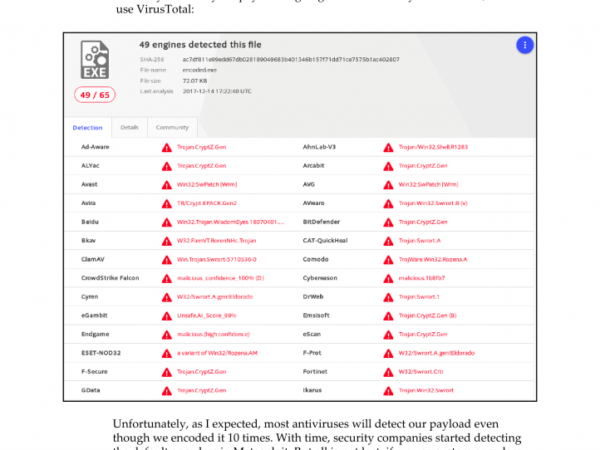 use VirusTotal:
49 engines detected this file
SHA-256
File name encoded.exe
File size 72.07 KB
Last analysis 2017-12-14 17:22:40 UTC
EXE
49 / 65
Detection Details Community
Ad-Aware Trojan.CryptZ.Gen AhnLab-V3 Trojan/Win32.Shell.R1283
ALYac Trojan.CryptZ.Gen Arcabit Trojan.CryptZ.Gen
Avast Win32:SwPatch [Wrm] AVG Win32:SwPatch [Wrm]
Avira TR/Crypt.EPACK.Gen2 AVware Trojan.Win32.Swrort.B (v)
Baidu Win32.Trojan.WisdomEyes.16070401.... BitDefender Trojan.CryptZ.Gen
Bkav W32.FamVT.RorenNHc.Trojan CAT-QuickHeal Trojan.Swrort.A
ClamAV Win.Trojan.Swrort-5710536-0 Comodo TrojWare.Win32.Rozena.A
CrowdStrike Falcon malicious_confidence_100% (D) Cybereason malicious.1b8fb7
Cyren W32/Swrort.A.gen!Eldorado DrWeb Trojan.Swrort.1
eGambit Unsafe.AI_Score_99% Emsisoft Trojan.CryptZ.Gen (B)
Endgame malicious (high confidence) eScan Trojan.CryptZ.Gen
ESET-NOD32 a variant of Win32/Rozena.AM F-Prot W32/Swrort.A.gen!Eldorado
F-Secure Trojan.CryptZ.Gen Fortinet W32/Swrort.C!tr
GData Trojan.CryptZ.Gen Ikarus Trojan.Win32.Swrort
Unfortunately, as I expected, most antiviruses will detect our payload even
though we encoded it 10 times. With time, security companies started detecting